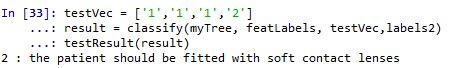 In [33]: testVec = ['1','1','1','2']
    ...: result = classify(myTree, featLabels, testVec,labels2)
    ...: testResult(result)
2 : the patient should be fitted with soft contact lenses